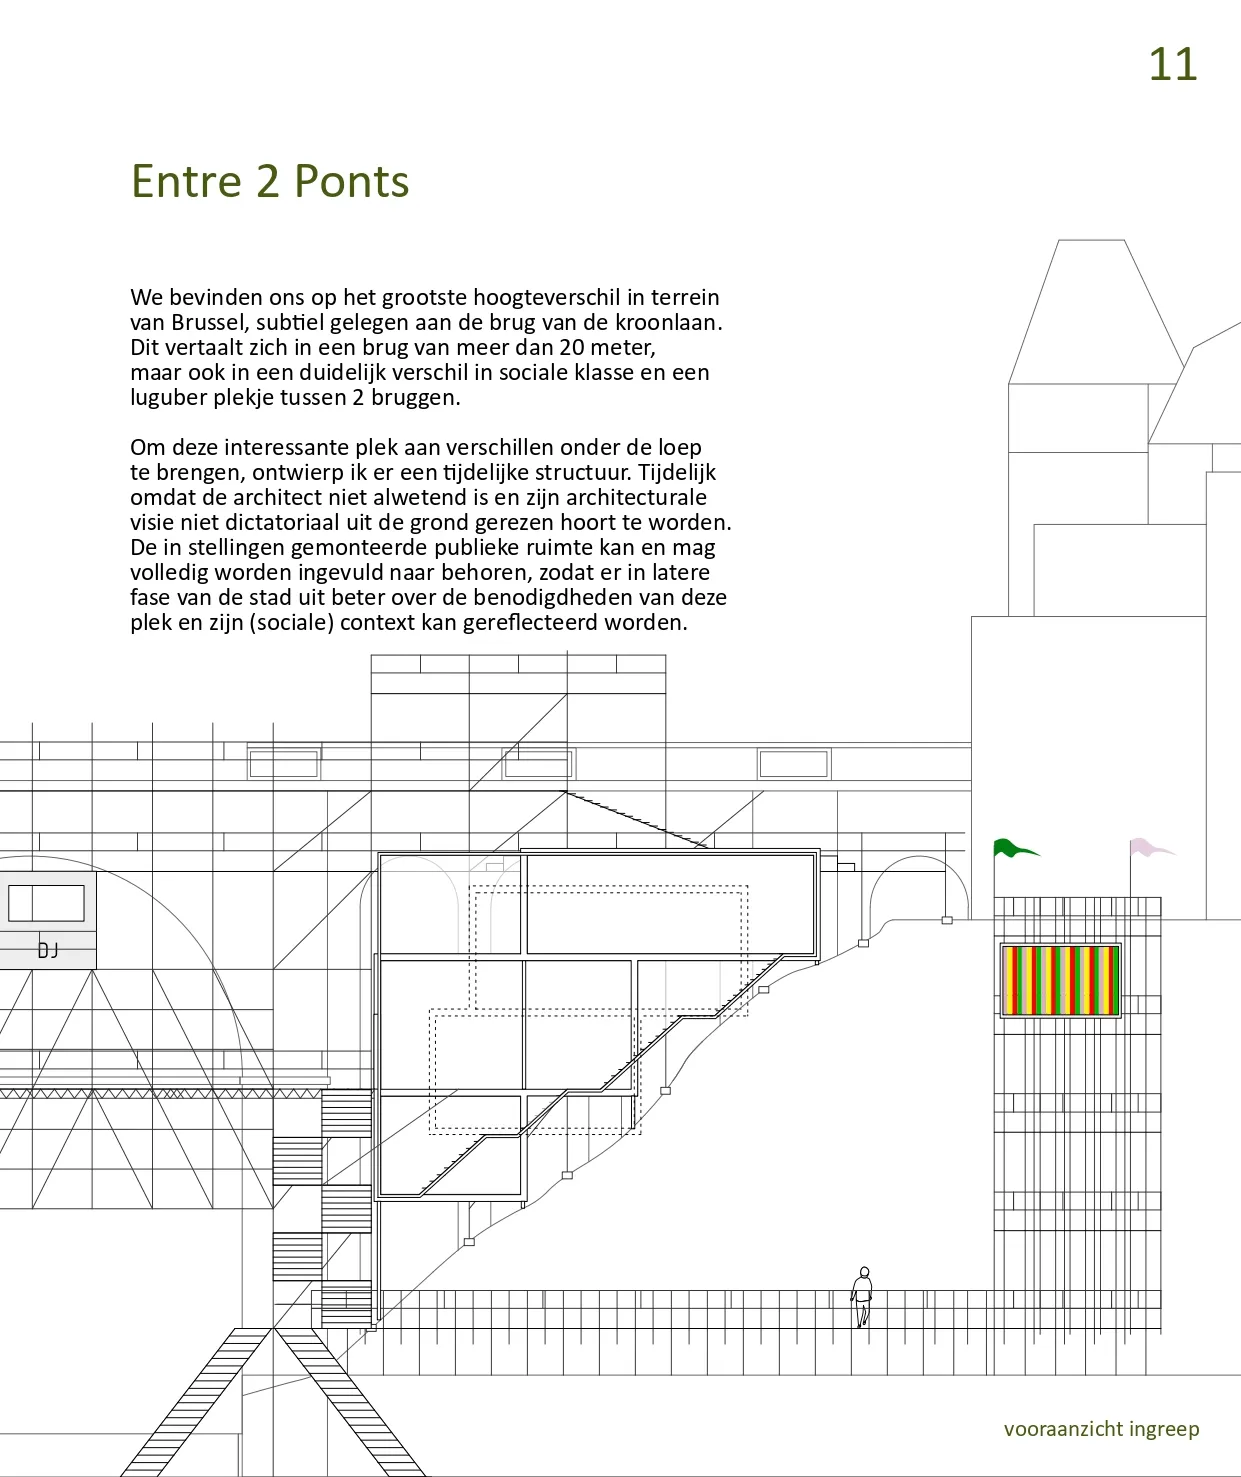 11
Entre 2 Ponts
We bevinden ons op het grootste hoogteverschil in terrein
van Brussel, subtiel gelegen aan de brug van de kroonlaan.
Dit vertaalt zich in een brug van meer dan 20 meter,
maar ook in een duidelijk verschil in sociale klasse en een
luguber plekje tussen 2 bruggen.
Om deze interessante plek aan verschillen onder de loep
te brengen, ontwierp ik er een tijdelijke structuur. Tijdelijk
omdat de architect niet alwetend is en zijn architecturale
visie niet dictatoriaal uit de grond gerezen hoort te worden.
De in stellingen gemonteerde publieke ruimte kan en mag
volledig worden ingevuld naar behoren, zodat er in latere
fase van de stad uit beter over de benodigdheden van deze
plek en zijn (sociale) context kan gereflecteerd worden.
DJ
vooraanzicht ingreep